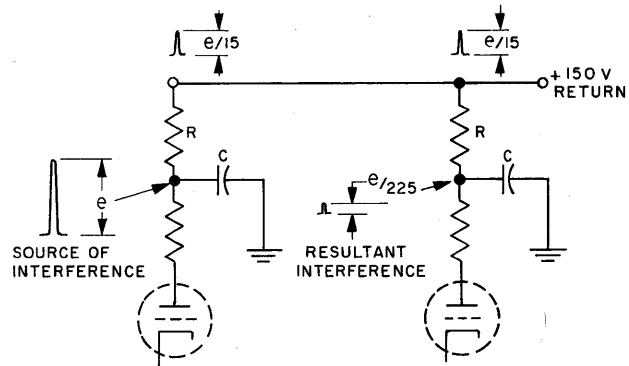 e/15
e/15
+150 V
RETURN
R
R
C
C
e
e/225
SOURCE OF
INTERFERENCE
RESULTANT
INTERFERENCE